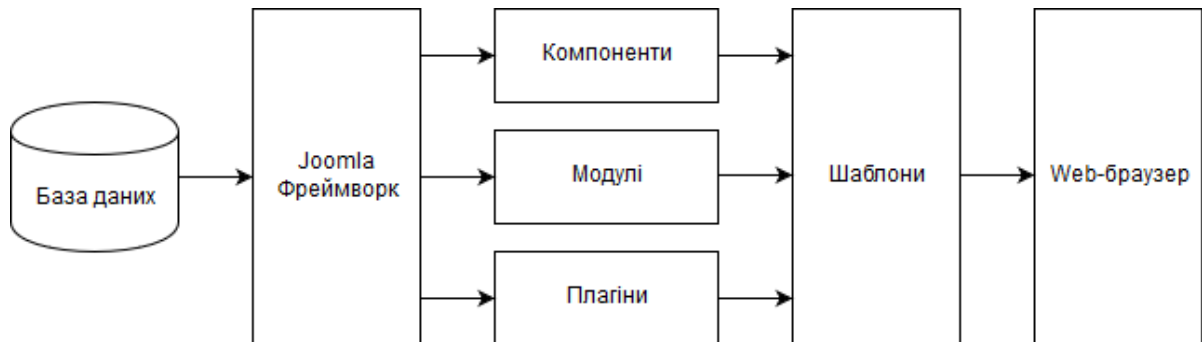 База даних
Joomla
Фреймворк
Компоненти
Модулі
Плагіни
Шаблони
Web-браузер